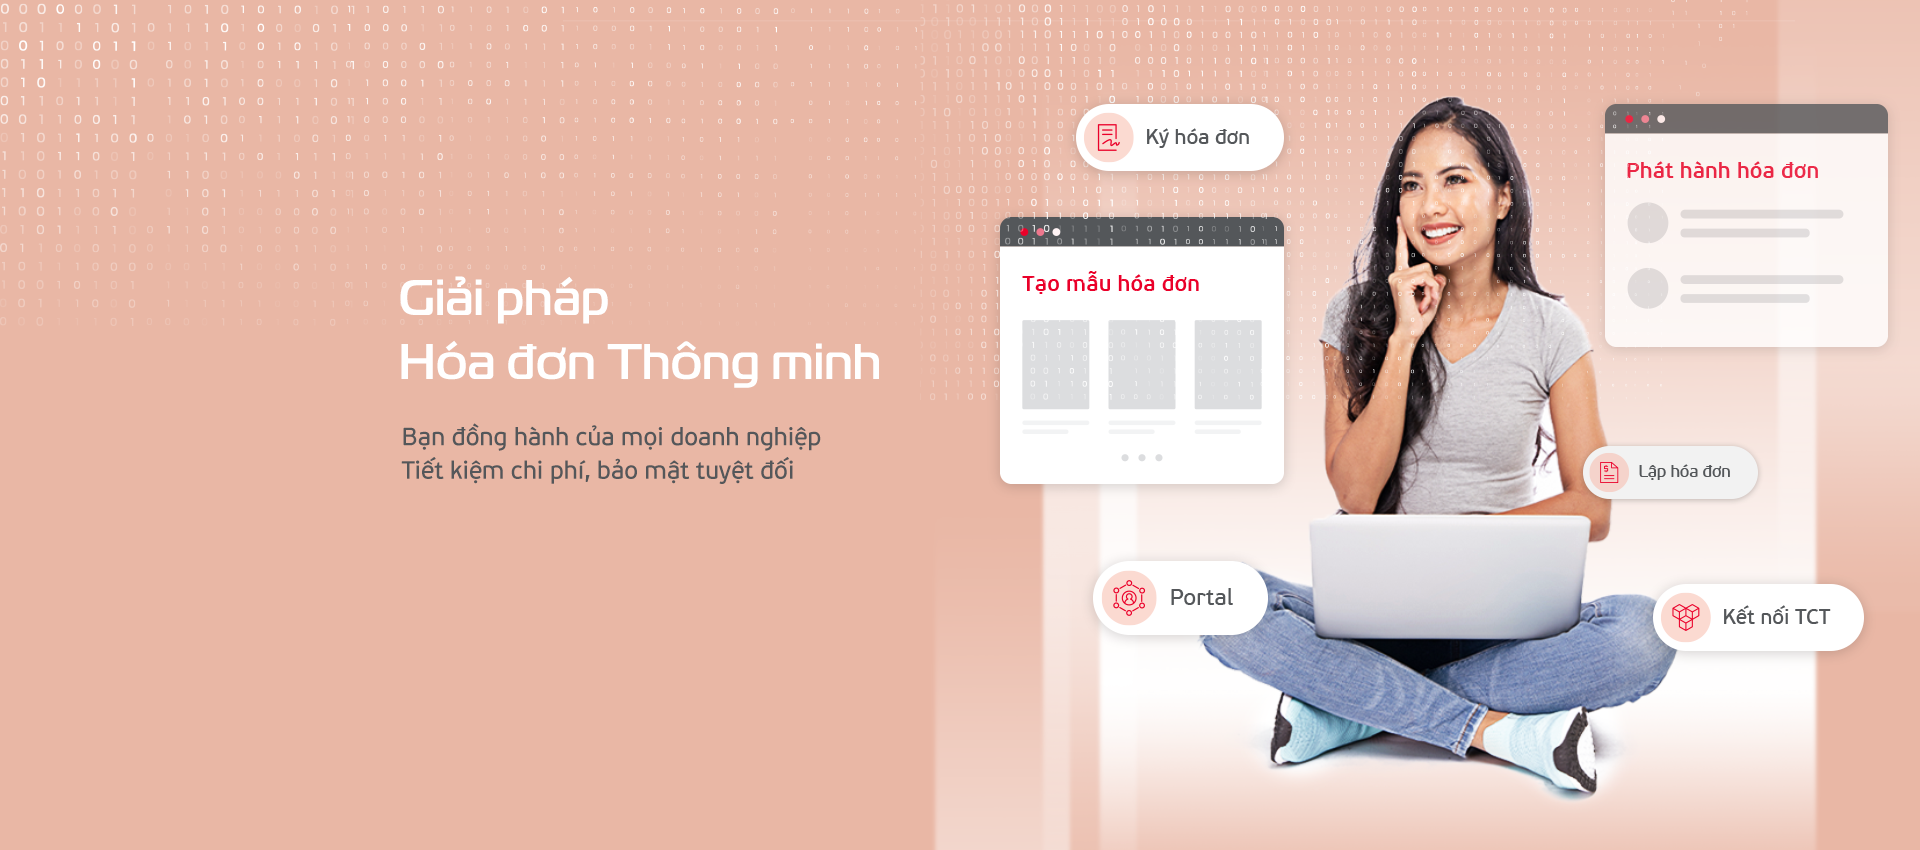 Giải pháp
Hóa đơn Thông minh
Bạn đồng hành của mọi doanh nghiệp
Tiết kiệm chi phí, bảo mật tuyệt đối
Ký hóa đơn
Tạo mẫu hóa đơn
Phát hành hóa đơn
Lập hóa đơn
Portal
Kết nối TCT